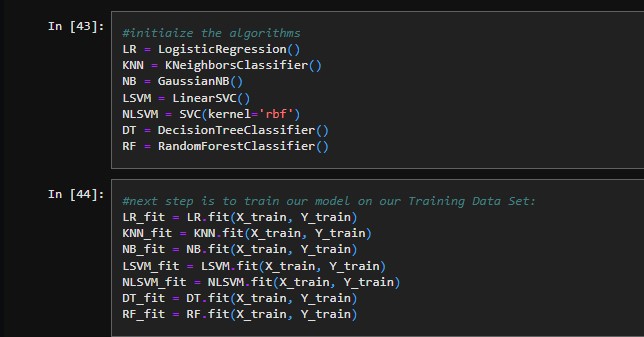 In [43]:
#initiaize the algorithms
LR = LogisticRegression()
KNN = KNeighborsClassifier()
NB = GaussianNB()
LSVM = LinearSVC()
NLSVM = SVC(kernel='rbf')
DT = DecisionTreeClassifier()
RF = RandomForestClassifier()
In [44]:
#next step is to train our model on our Training Data Set:
LR_fit = LR.fit(X_train, Y_train)
KNN_fit = KNN.fit(X_train, Y_train)
NB_fit = NB.fit(X_train, Y_train)
LSVM_fit = LSVM.fit(X_train, Y_train)
NLSVM_fit = NLSVM.fit(X_train, Y_train)
DT_fit = DT.fit(X_train, Y_train)
RF_fit = RF.fit(X_train, Y_train)